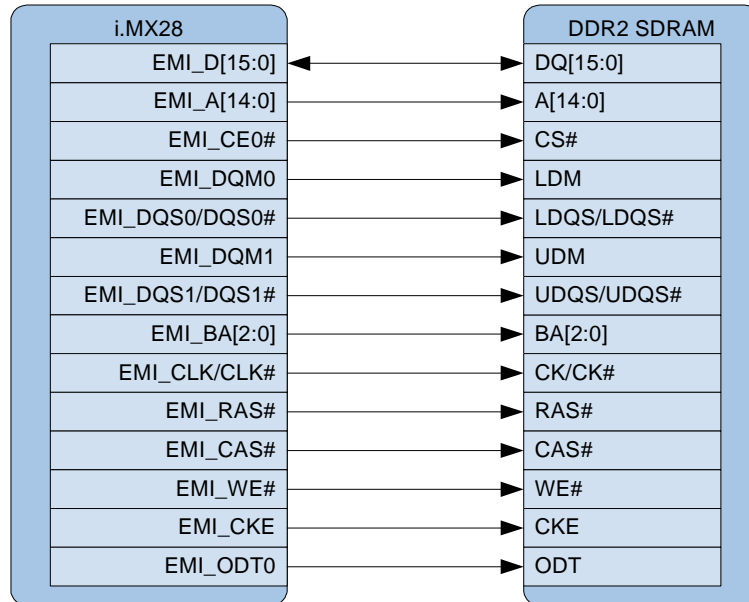 i.MX28 DDR2 SDRAM
EMI_D[15:0] DQ[15:0]
EMI_A[14:0] A[14:0]
EMI_CE0# CS#
EMI_DQM0 LDM
EMI_DQS0/DQS0# LDQS/LDQS#
EMI_DQM1 UDM
EMI_DQS1/DQS1# UDQS/UDQS#
EMI_BA[2:0] BA[2:0]
EMI_CLK/CLK# CK/CK#
EMI_RAS# RAS#
EMI_CAS# CAS#
EMI_WE# WE#
EMI_CKE CKE
EMI_ODT0 ODT